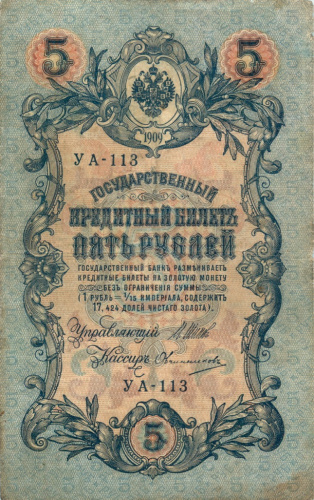 5 5
1909
УА-113
ГОСУДАРСТВЕННЫЙ
КРЕДИТНЫЙ БИЛЕТЪ
ПЯТЬ РУБЛЕЙ
ГОСУДАРСТВЕННЫЙ БАНКЪ РАЗМѢНИВАЕТЪ
КРЕДИТНЫЕ БИЛЕТЫ НА ЗОЛОТУЮ МОНЕТУ
БЕЗЪ ОГРАНИЧЕНІЯ СУММЫ
(1 РУБЛЬ = 1/15 ИМПЕРІАЛА, СОДЕРЖИТЪ
17,424 ДОЛЕЙ ЧИСТАГО ЗОЛОТА).
Управляющій
Кассиръ
УА-113
5